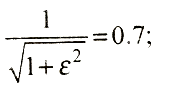 1/√(1+ε²) = 0.7;